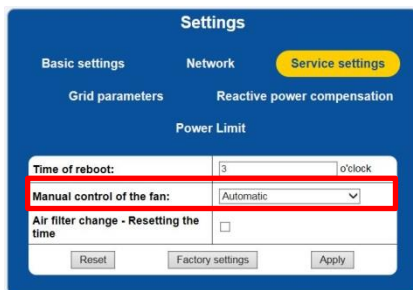 Settings
Basic settings Network Service settings
Grid parameters Reactive power compensation
Power Limit
Time of reboot: 3 o'clock
Manual control of the fan: Automatic
Air filter change - Resetting the
time
Reset Factory settings Apply